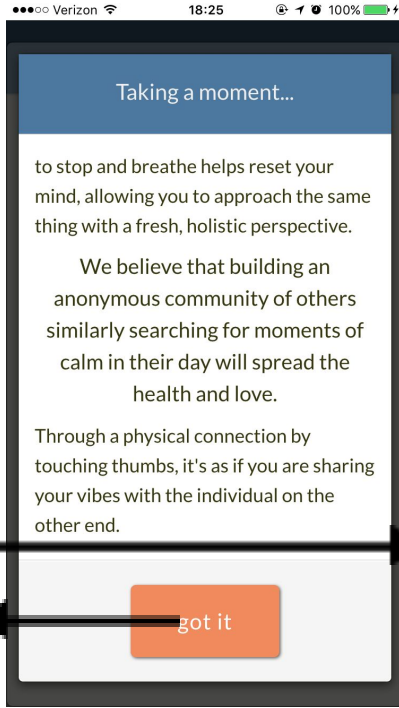 Verizon 18:25 100%
Taking a moment...
to stop and breathe helps reset your
mind, allowing you to approach the same
thing with a fresh, holistic perspective.
We believe that building an
anonymous community of others
similarly searching for moments of
calm in their day will spread the
health and love.
Through a physical connection by
touching thumbs, it's as if you are sharing
your vibes with the individual on the
other end.
got it